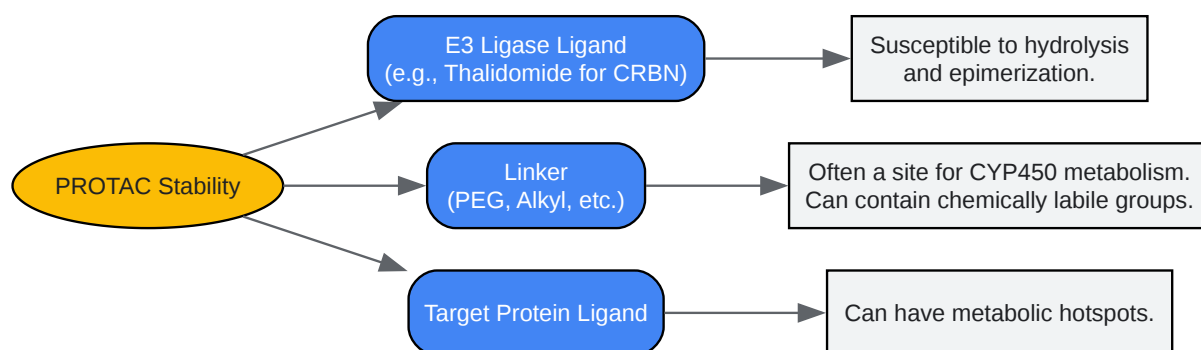 PROTAC Stability
E3 Ligase Ligand
(e.g., Thalidomide for CRBN)
Susceptible to hydrolysis
and epimerization.
Linker
(PEG, Alkyl, etc.)
Often a site for CYP450 metabolism.
Can contain chemically labile groups.
Target Protein Ligand
Can have metabolic hotspots.